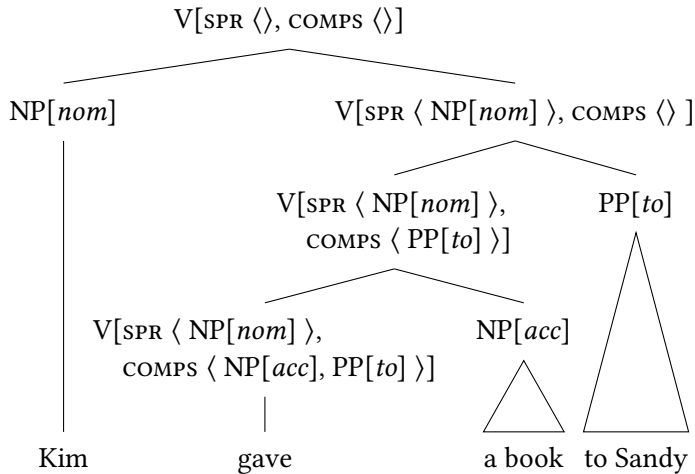 V[SPR ⟨⟩, COMPS ⟨⟩]
NP[nom] V[SPR ⟨ NP[nom] ⟩, COMPS ⟨⟩ ]
V[SPR ⟨ NP[nom] ⟩, PP[to]
COMPS ⟨ PP[to] ⟩]
V[SPR ⟨ NP[nom] ⟩, NP[acc]
COMPS ⟨ NP[acc], PP[to] ⟩]
Kim gave a book to Sandy